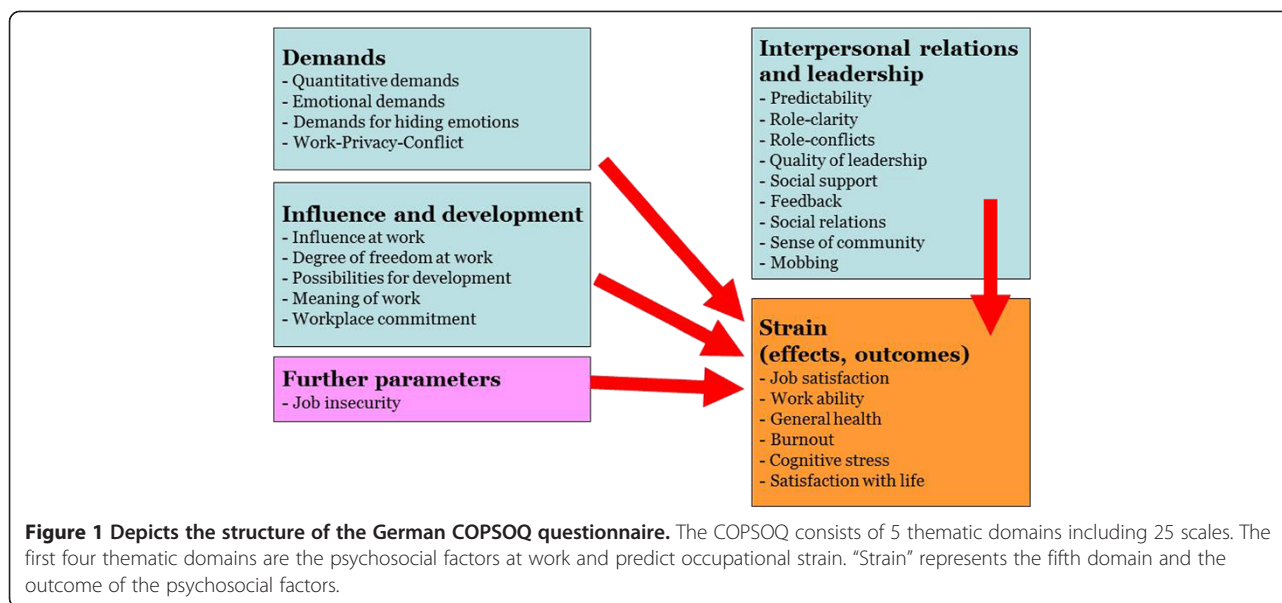 Demands
- Quantitative demands
- Emotional demands
- Demands for hiding emotions
- Work-Privacy-Conflict
Influence and development
- Influence at work
- Degree of freedom at work
- Possibilities for development
- Meaning of work
- Workplace commitment
Further parameters
- Job insecurity
Interpersonal relations
and leadership
- Predictability
- Role-clarity
- Role-conflicts
- Quality of leadership
- Social support
- Feedback
- Social relations
- Sense of community
- Mobbing
Strain
(effects, outcomes)
- Job satisfaction
- Work ability
- General health
- Burnout
- Cognitive stress
- Satisfaction with life
Figure 1 Depicts the structure of the German COPSOQ questionnaire. The COPSOQ consists of 5 thematic domains including 25 scales. The
first four thematic domains are the psychosocial factors at work and predict occupational strain. “Strain” represents the fifth domain and the
outcome of the psychosocial factors.